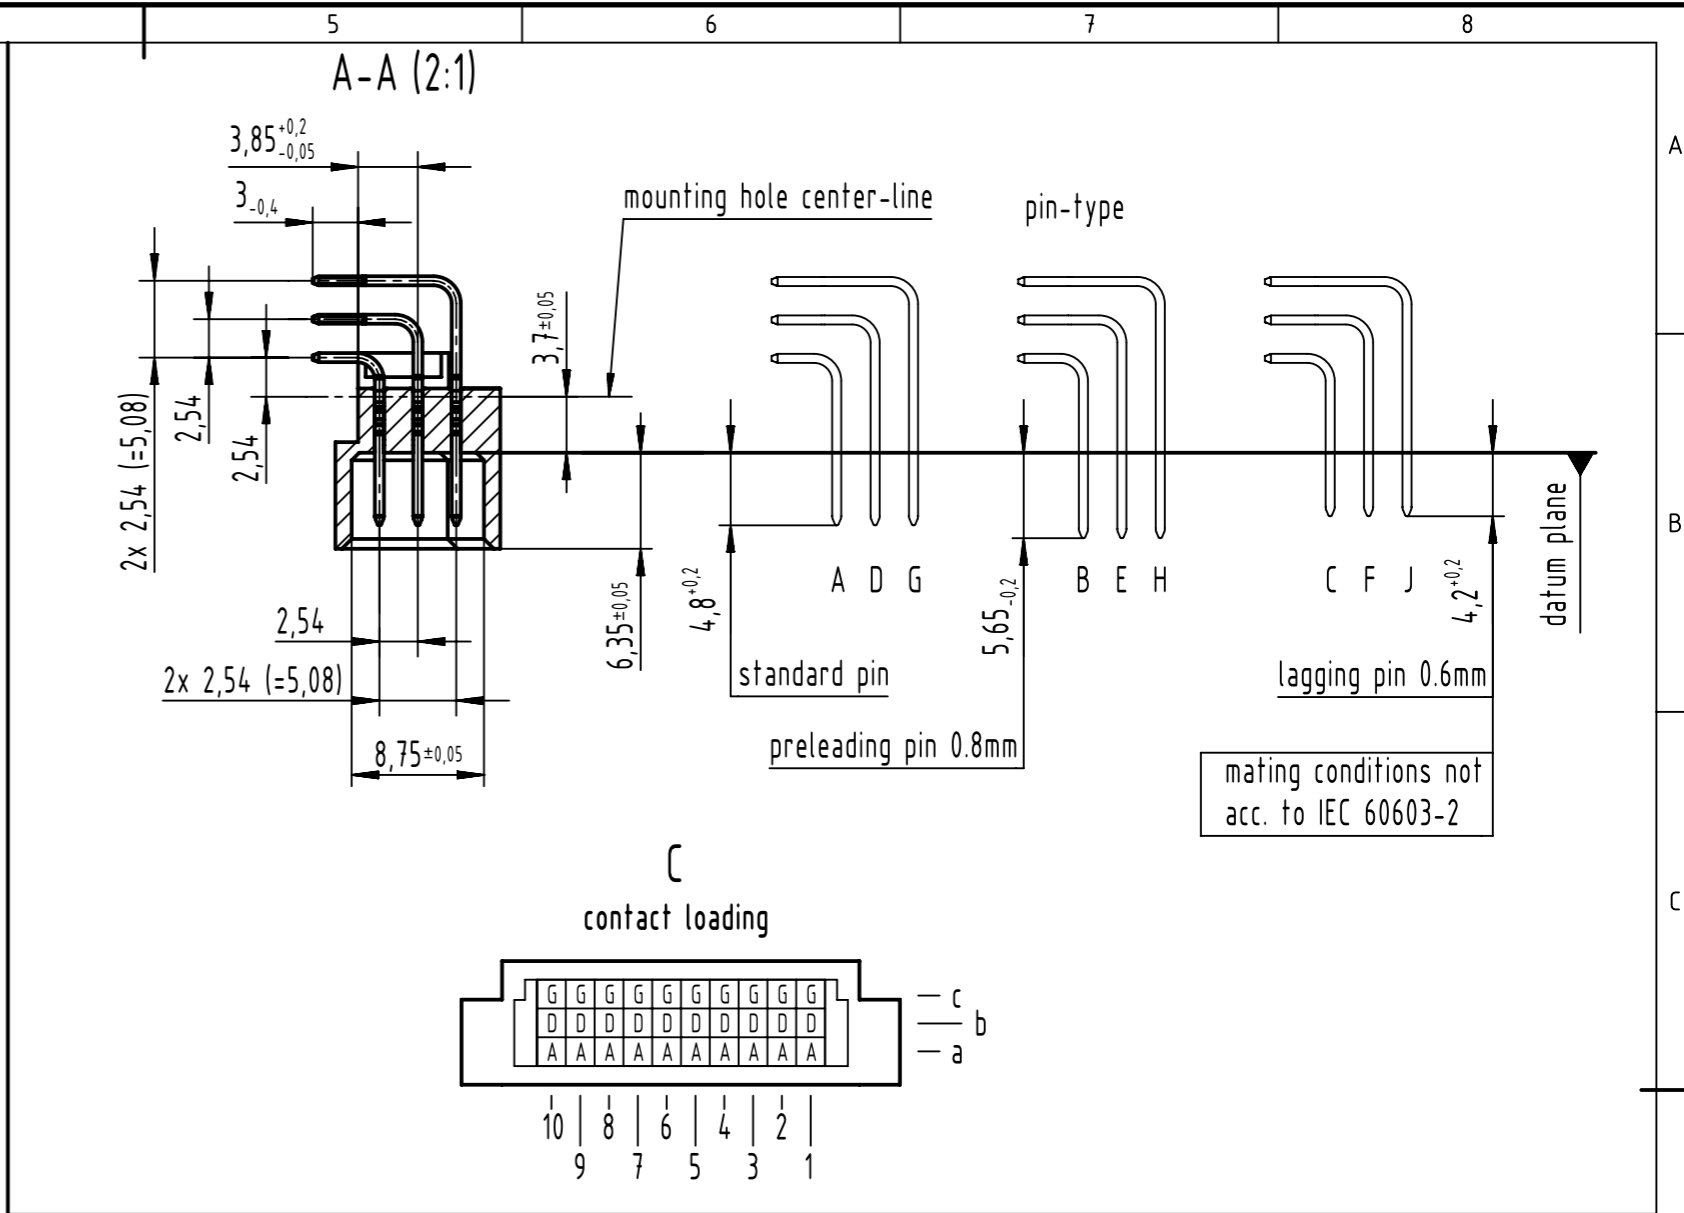 5 6 7 8
A-A (2:1)
3,85 +0,2 -0,05
A
3 -0,4
mounting hole center-line
pin-type
3,7±0,05
2x 2,54 (=5,08)
2,54
2,54
datum plane
B
6,35±0,05
4,8+0,2
A D G
5,65-0,2
B E H
C F J
4,2+0,2
2,54
2x 2,54 (=5,08)
standard pin
lagging pin 0.6mm
8,75±0,05
preleading pin 0.8mm
mating conditions not
acc. to IEC 60603-2
C
contact loading
C
G G G G G G G G G G c
D D D D D D D D D D b
A A A A A A A A A A a
10 8 6 4 2
9 7 5 3 1